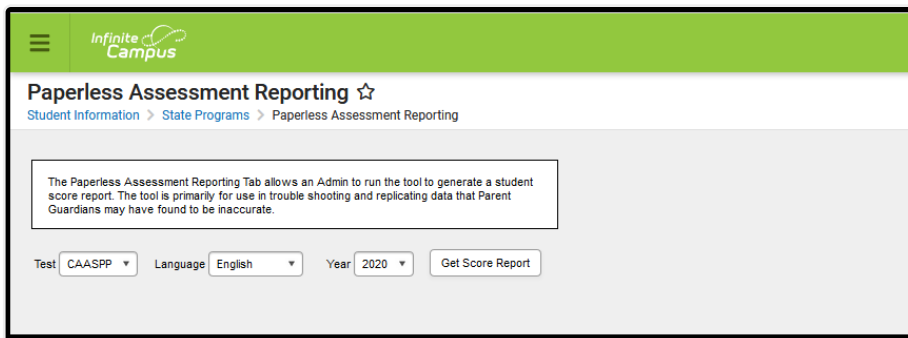 Infinite
Campus
Paperless Assessment Reporting
Student Information > State Programs > Paperless Assessment Reporting
The Paperless Assessment Reporting Tab allows an Admin to run the tool to generate a student
score report. The tool is primarily for use in trouble shooting and replicating data that Parent
Guardians may have found to be inaccurate.
Test CAASPP Language English Year 2020 Get Score Report